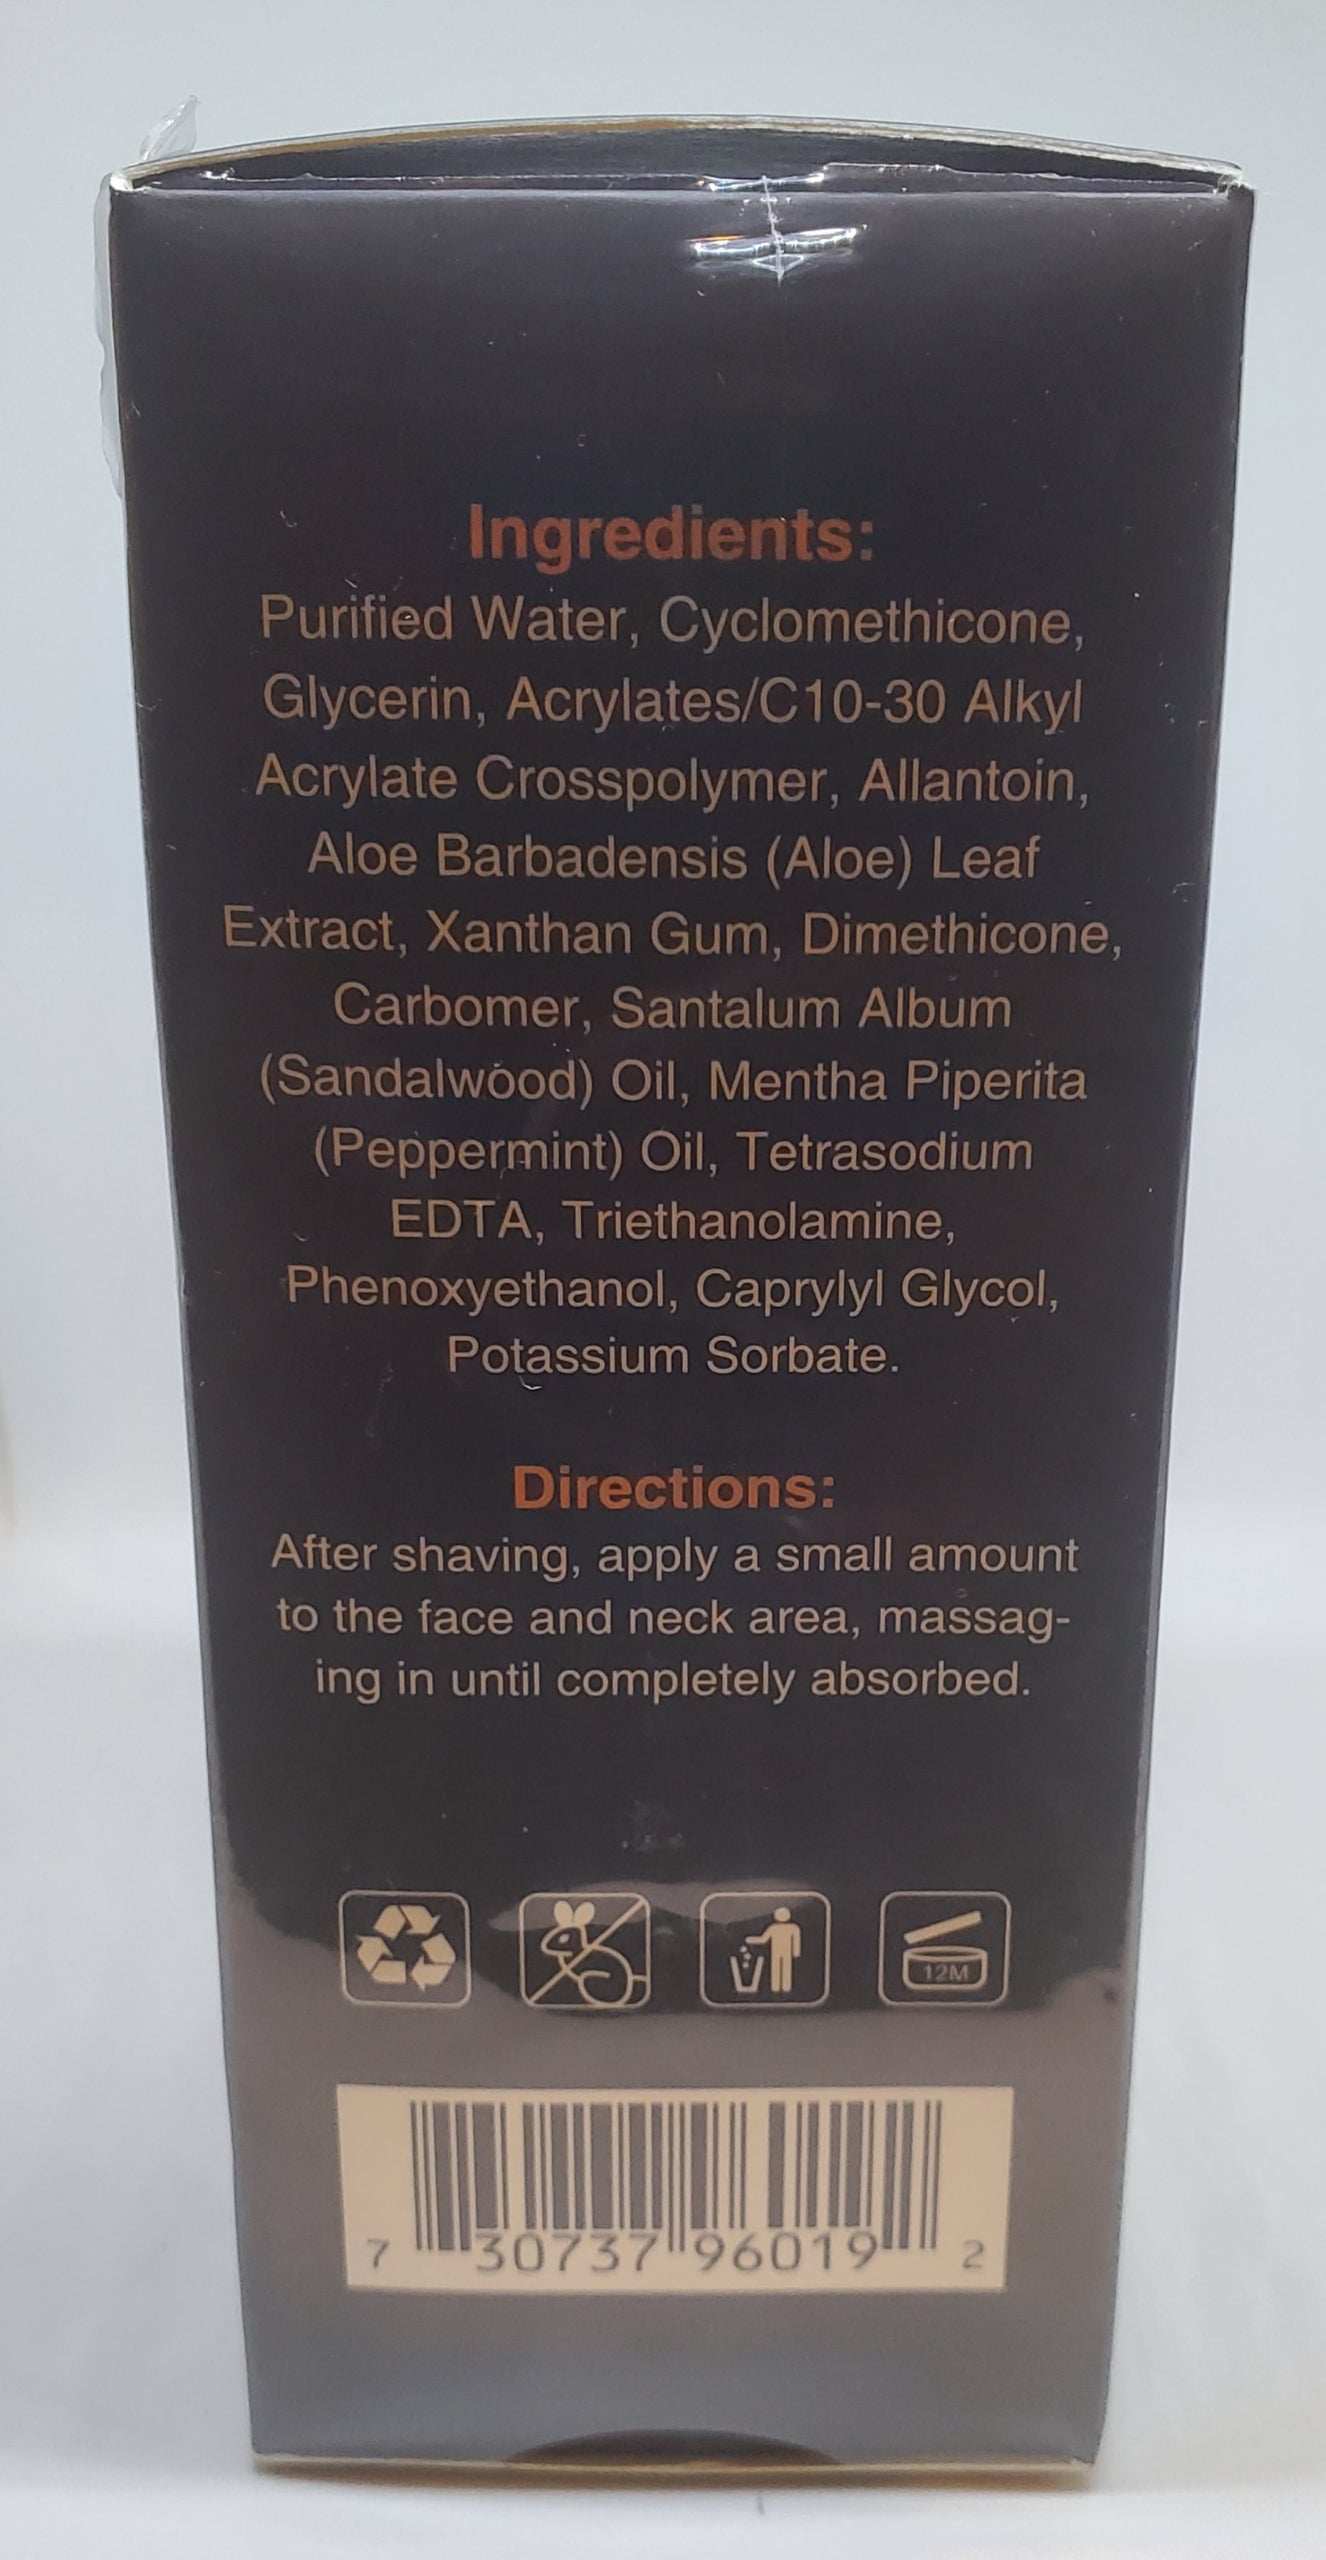 Ingredients:
Purified Water, Cyclomethicone,
Glycerin, Acrylates/C10-30 Alkyl
Acrylate Crosspolymer, Allantoin,
Aloe Barbadensis (Aloe) Leaf
Extract, Xanthan Gum, Dimethicone,
Carbomer, Santalum Album
(Sandalwood) Oil, Mentha Piperita
(Peppermint) Oil, Tetrasodium
EDTA, Triethanolamine,
Phenoxyethanol, Caprylyl Glycol,
Potassium Sorbate.
Directions:
After shaving, apply a small amount
to the face and neck area, massag-
ing in until completely absorbed.
12M
7 30737 96019 2